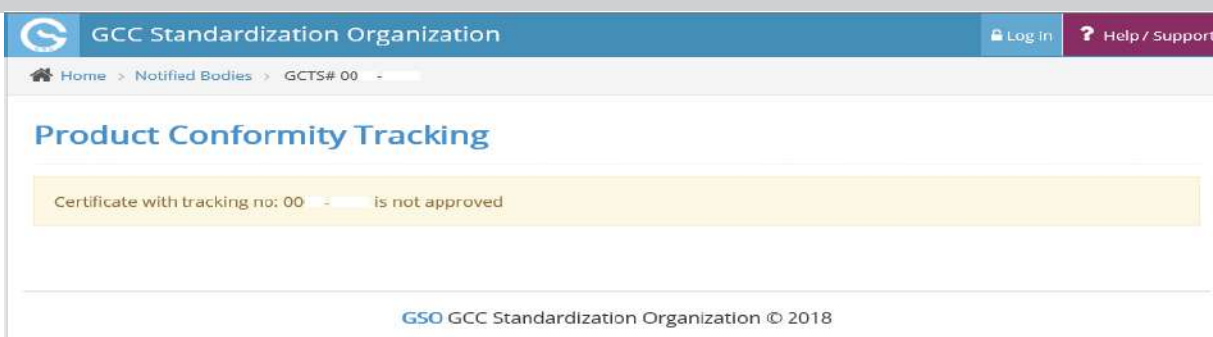 GCC Standardization Organization Log In ? Help / Support
Home > Notified Bodies > GCTS# 00 -
Product Conformity Tracking
Certificate with tracking no: 00 - is not approved
GSO GCC Standardization Organization © 2018